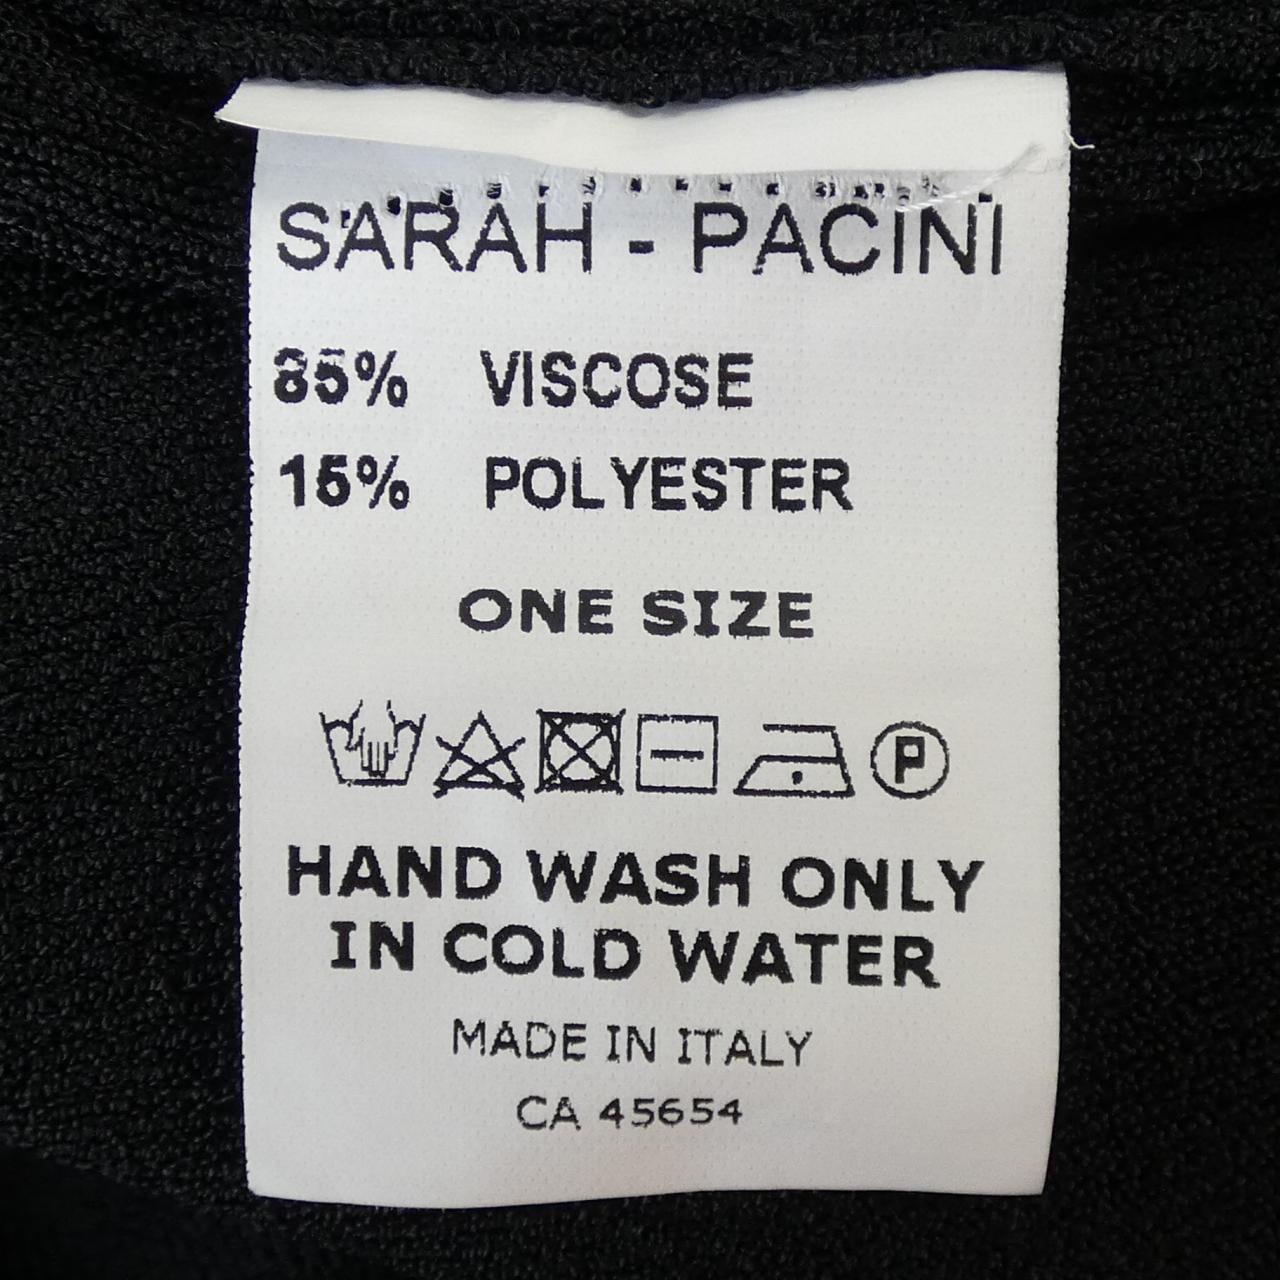 SARAH - PACINI
85% VISCOSE
15% POLYESTER
ONE SIZE
P
HAND WASH ONLY
IN COLD WATER
MADE IN ITALY
CA 45654